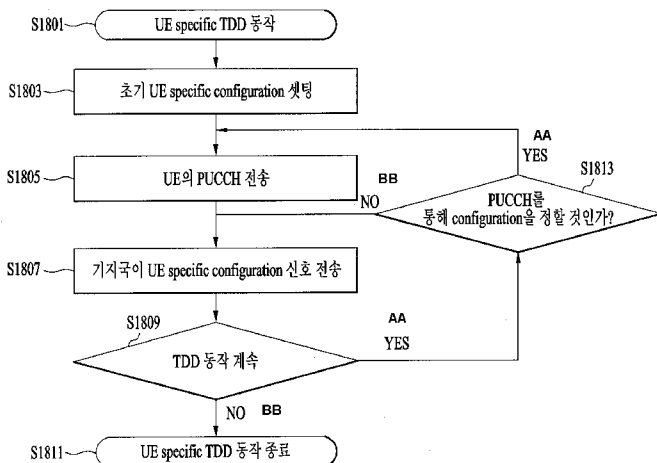 S1801
UE specific TDD 동작
S1803
초기 UE specific configuration 셋팅
AA
YES
S1805
UE의 PUCCH 전송
BB
NO
S1813
PUCCH를
통해 configuration을 정할 것인가?
S1807
기지국이 UE specific configuration 신호 전송
S1809
TDD 동작 계속
AA
YES
NO BB
S1811
UE specific TDD 동작 종료